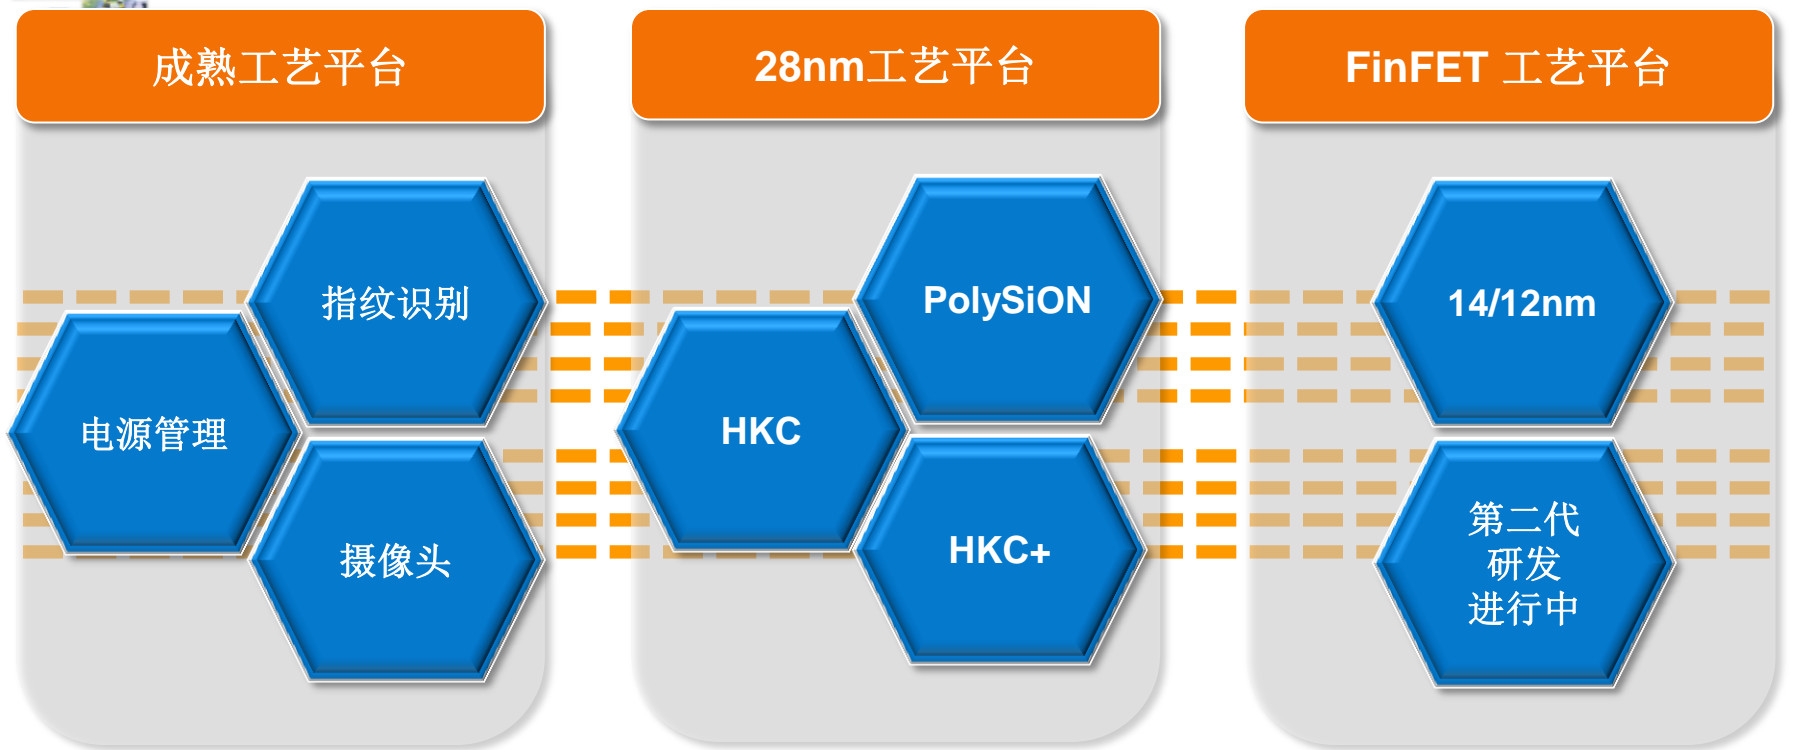 成熟工艺平台
指纹识别
电源管理
摄像头
28nm工艺平台
PolySiON
HKC
HKC+
FinFET 工艺平台
14/12nm
第二代
研发
进行中